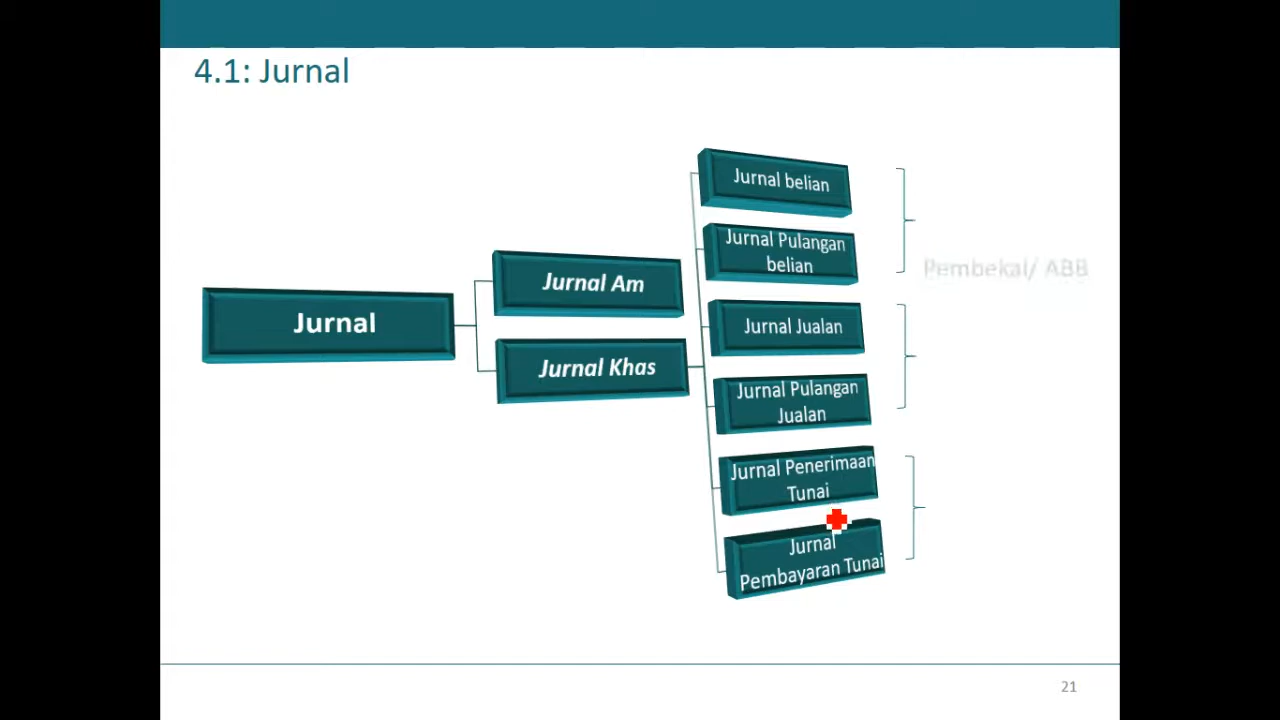 4.1: Jurnal
Jurnal
Jurnal Am
Jurnal Khas
Jurnal belian
Jurnal Pulangan
belian
Jurnal Jualan
Jurnal Pulangan
Jualan
Jurnal Penerimaan
Tunai
Jurnal
Pembayaran Tunai
Pembekal/ ABB
21